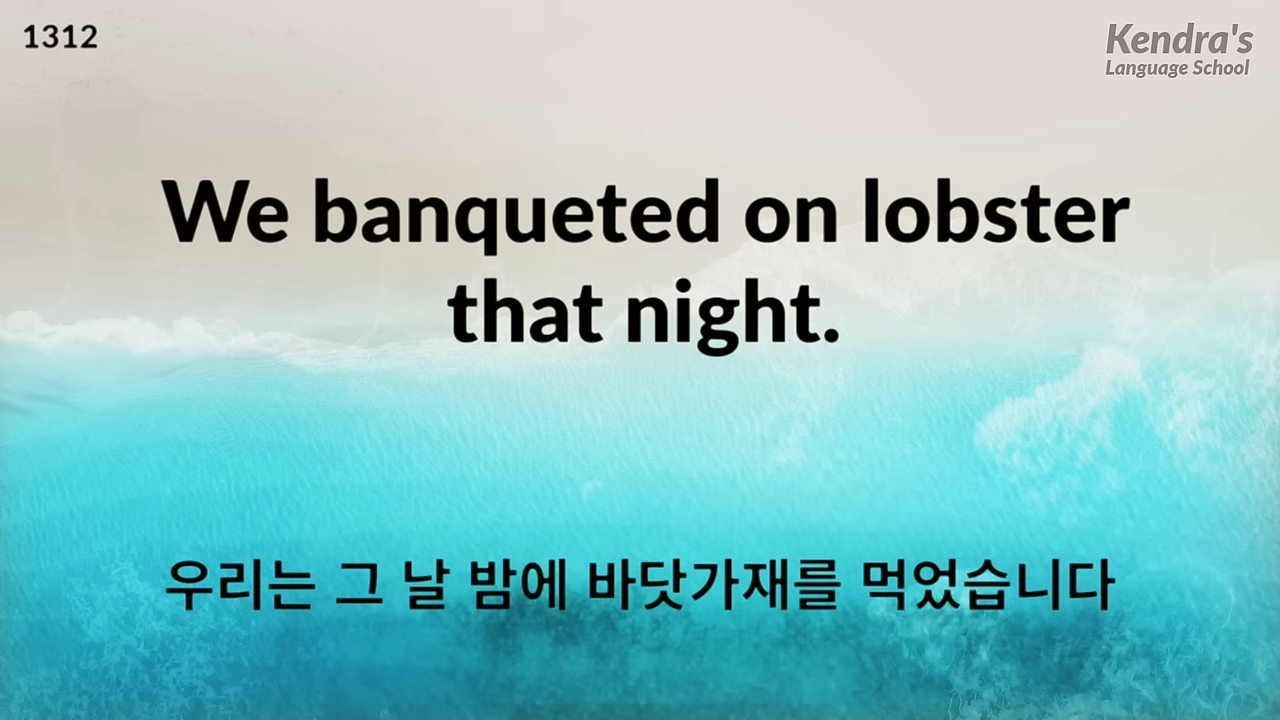 1312
Kendra's
Language School
We banqueted on lobster
that night.
우리는 그 날 밤에 바닷가재를 먹었습니다